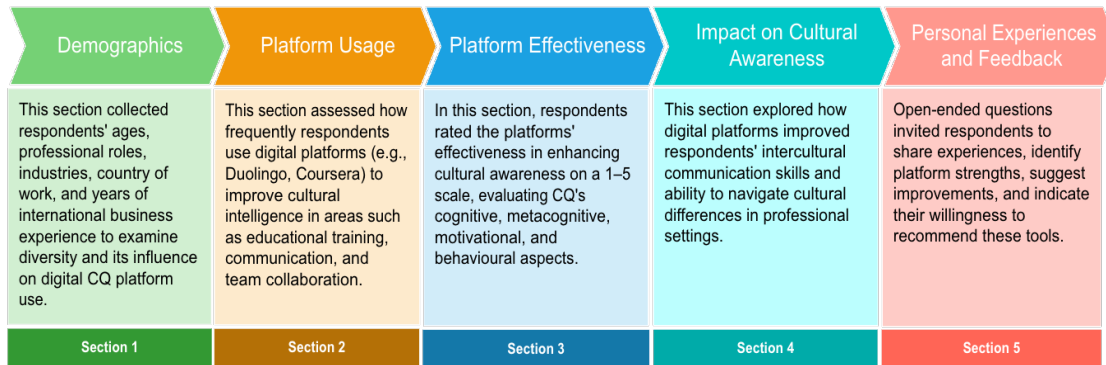 Demographics
This section collected
respondents' ages,
professional roles,
industries, country of
work, and years of
international business
experience to examine
diversity and its influence
on digital CQ platform
use.
Section 1
Platform Usage
This section assessed how
frequently respondents
use digital platforms (e.g.,
Duolingo, Coursera) to
improve cultural
intelligence in areas such
as educational training,
communication, and
team collaboration.
Section 2
Platform Effectiveness
In this section, respondents
rated the platforms'
effectiveness in enhancing
cultural awareness on a 1–5
scale, evaluating CQ's
cognitive, metacognitive,
motivational, and
behavioural aspects.
Section 3
Impact on Cultural
Awareness
This section explored how
digital platforms improved
respondents' intercultural
communication skills and
ability to navigate cultural
differences in professional
settings.
Section 4
Personal Experiences
and Feedback
Open-ended questions
invited respondents to
share experiences, identify
platform strengths, suggest
improvements, and indicate
their willingness to
recommend these tools.
Section 5